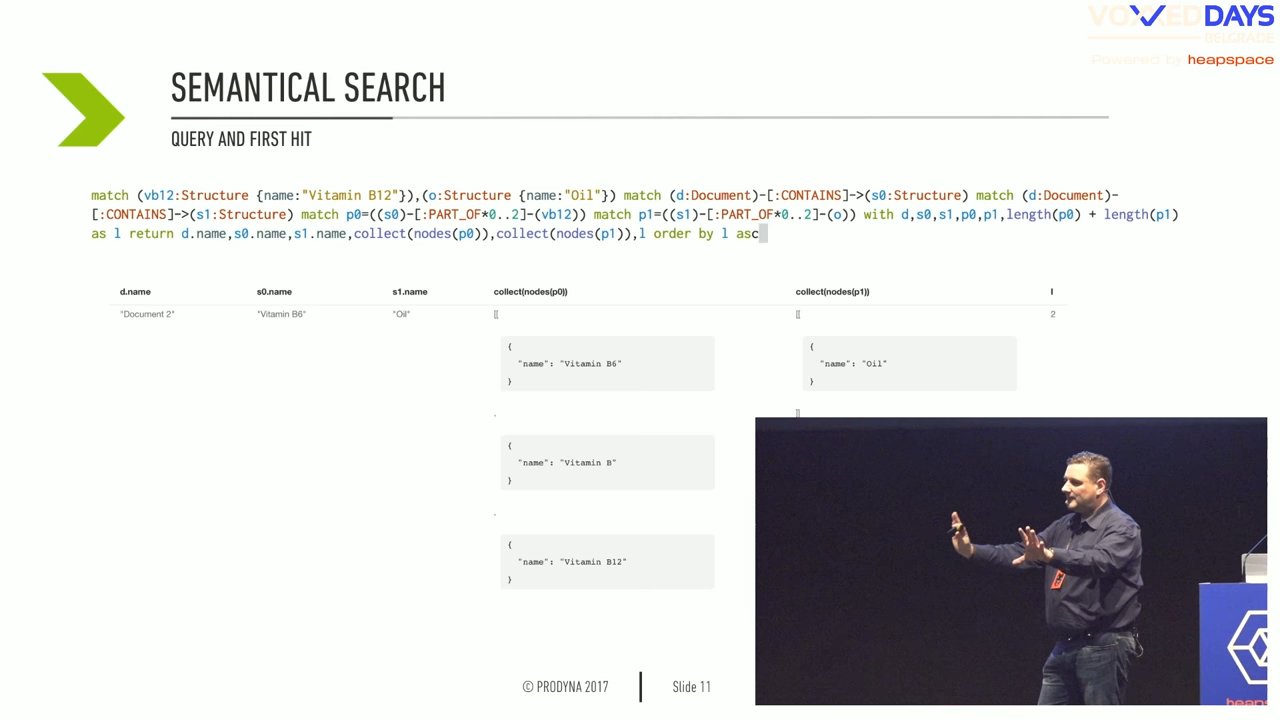 VOXXED DAYS
BELGRADE
Powered by heapspace
SEMANTICAL SEARCH
QUERY AND FIRST HIT
match (vb12:Structure {name:"Vitamin B12"}),(o:Structure {name:"Oil"}) match (d:Document)-[:CONTAINS]->(s0:Structure) match (d:Document)-
[:CONTAINS]->(s1:Structure) match p0=((s0)-[:PART_OF*0..2]-(vb12)) match p1=((s1)-[:PART_OF*0..2]-(o)) with d,s0,s1,p0,p1,length(p0) + length(p1)
as l return d.name,s0.name,s1.name,collect(nodes(p0)),collect(nodes(p1)),l order by l asc
d.name s0.name s1.name collect(nodes(p0)) collect(nodes(p1)) l
"Document 2" "Vitamin B6" "Oil" [[ [[ 2
{ {
"name": "Vitamin B6" "name": "Oil"
} }
, ]]
{
"name": "Vitamin B"
}
,
{
"name": "Vitamin B12"
}
© PRODYNA 2017 Slide 11